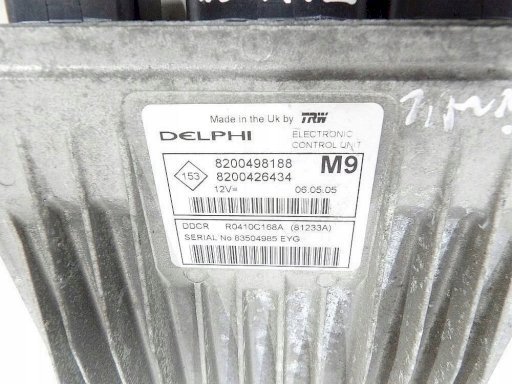 Made in the Uk by TRW
DELPHI ELECTRONIC CONTROL UNIT
153 8200498188 M9
8200426434
12V= 06.05.05
DDCR R0410C168A (81233A)
SERIAL No 83504985 EYG